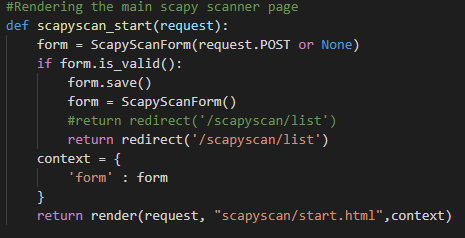 #Rendering the main scapy scanner page
def scapyscan_start(request):
    form = ScapyScanForm(request.POST or None)
    if form.is_valid():
        form.save()
        form = ScapyScanForm()
        #return redirect('/scapyscan/list')
        return redirect('/scapyscan/list')
    context = {
        'form' : form
    }
    return render(request, "scapyscan/start.html",context)